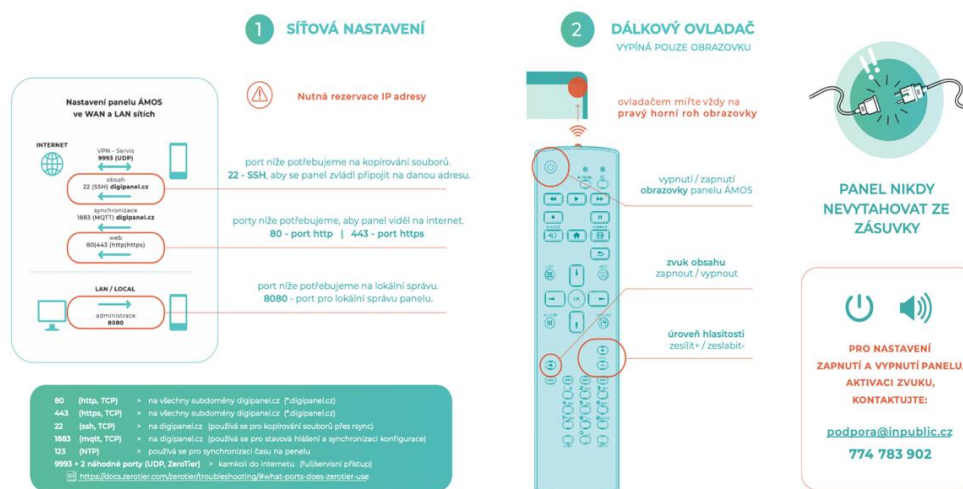 1 SÍŤOVÁ NASTAVENÍ
Nutná rezervace IP adresy
Nastavení panelu ÁMOS
ve WAN a LAN sítích
INTERNET
VPN - Servis
9993 (UDP)
obsah
22 (SSH) digipanel.cz
synchronizace
1883 (MQTT) digipanel.cz
web
80|443 (http(https)
LAN / LOCAL
administrace
8080
port níže potřebujeme na kopírování souborů.
22 - SSH, aby se panel zvládl připojit na danou adresu.
porty níže potřebujeme, aby panel viděl na internet.
80 - port http | 443 - port https
port níže potřebujeme na lokální správu.
8080 - port pro lokální správu panelu.
80 (http, TCP) > na všechny subdomény digipanel.cz (*.digipanel.cz)
443 (https, TCP) > na všechny subdomény digipanel.cz (*.digipanel.cz)
22 (ssh, TCP) > na digipanel.cz (používá se pro kopírování souborů přes rsync)
1883 (mqtt, TCP) > na digipanel.cz (používá se pro stavová hlášení a synchronizaci konfigurace)
123 (NTP) > používá se pro synchronizaci času na panelu
9993 + 2 náhodné porty (UDP, ZeroTier) > kamkoli do internetu (full/servisní přístup)
https://docs.zerotier.com/zerotier/troubleshooting/#what-ports-does-zerotier-use
2 DÁLKOVÝ OVLADAČ
VYPÍNÁ POUZE OBRAZOVKU
ovladačem miřte vždy na
pravý horní roh obrazovky
vypnutí / zapnutí
obrazovky panelu ÁMOS
zvuk obsahu
zapnout / vypnout
úroveň hlasitosti
zesílit+ / zeslabit-
OK
PANEL NIKDY
NEVYTAHOVAT ZE
ZÁSUVKY
PRO NASTAVENÍ
ZAPNUTÍ A VYPNUTÍ PANELU,
AKTIVACI ZVUKU,
KONTAKTUJTE:
podpora@inpublic.cz
774 783 902